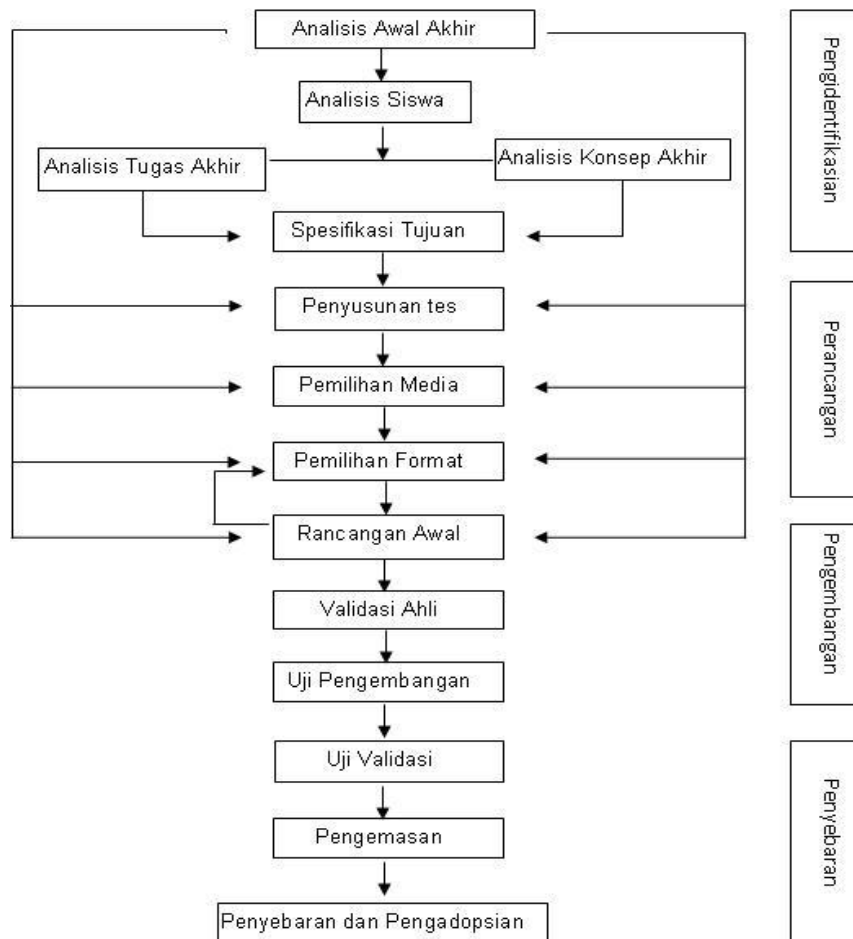 Analisis Awal Akhir
Analisis Siswa
Analisis Tugas Akhir
Analisis Konsep Akhir
Spesifikasi Tujuan
Penyusunan tes
Pemilihan Media
Pemilihan Format
Rancangan Awal
Validasi Ahli
Uji Pengembangan
Uji Validasi
Pengemasan
Penyebaran dan Pengadopsian
Pengidentifikasian
Perancangan
Pengembangan
Penyebaran